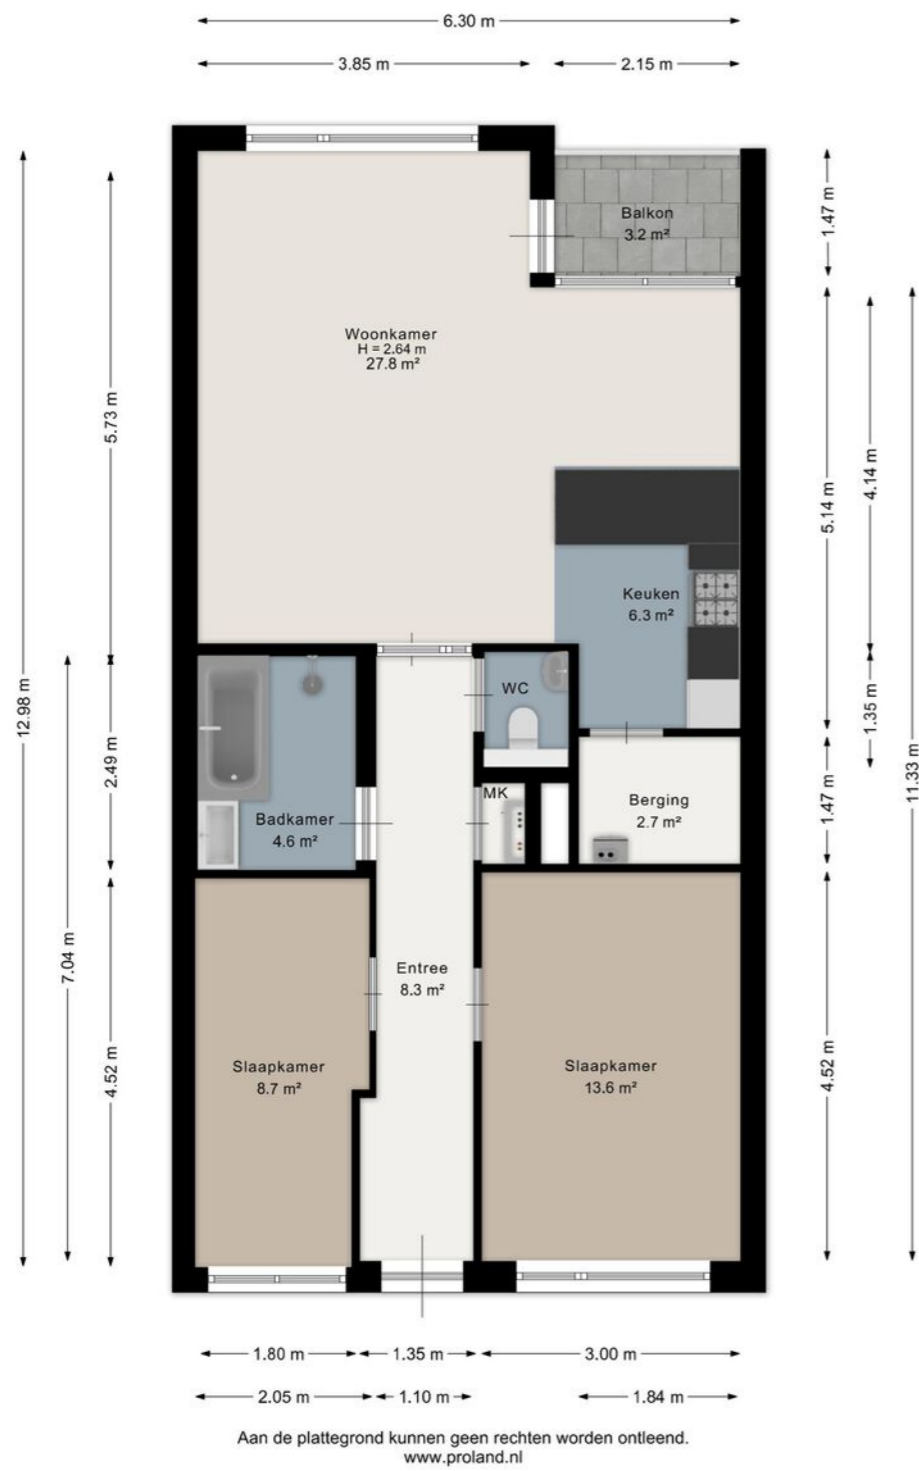 6.30 m
3.85 m
2.15 m
Balkon
3.2 m²
1.47 m
Woonkamer
H = 2.64 m
27.8 m²
5.73 m
4.14 m
5.14 m
Keuken
6.3 m²
WC
12.98 m
1.35 m
2.49 m
11.33 m
MK
Berging
2.7 m²
1.47 m
Badkamer
4.6 m²
7.04 m
Entree
8.3 m²
4.52 m
Slaapkamer
8.7 m²
Slaapkamer
13.6 m²
4.52 m
1.80 m
1.35 m
3.00 m
2.05 m
1.10 m
1.84 m
Aan de plattegrond kunnen geen rechten worden ontleend.
www.proland.nl